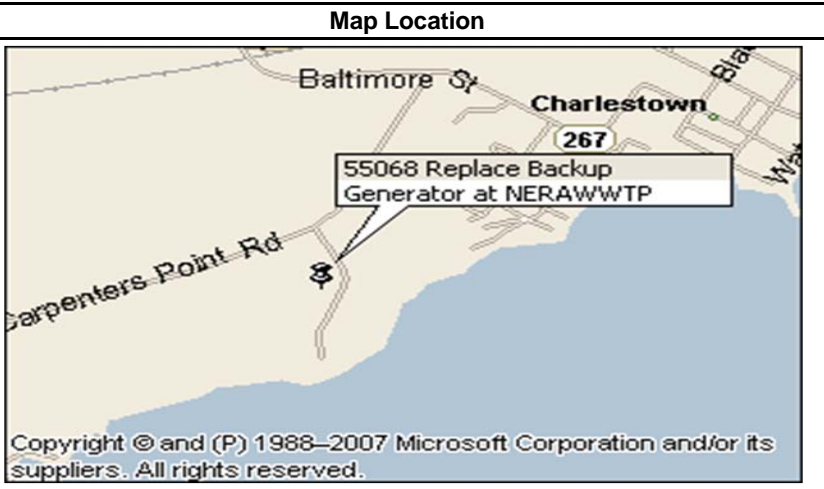 Map Location
Baltimore St
Charlestown
267
55068 Replace Backup
Generator at NERAWWTP
Carpenters Point Rd
Copyright © and (P) 1988–2007 Microsoft Corporation and/or its
suppliers. All rights reserved.